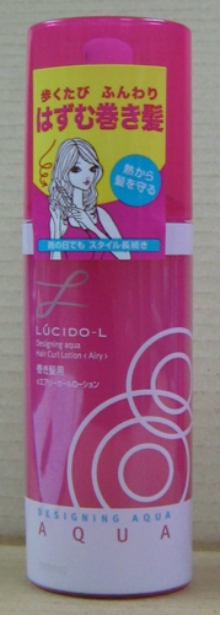 歩くたび ふんわり
はずむ巻き髪
熱から
髪を守る
雨の日でも スタイル長続き
LÚCIDO-L
Designing aqua
Hair Curl Lotion ‹ Airy ›
巻き髪用
‹エアリーカールローション›
DESIGNING AQUA
AQUA